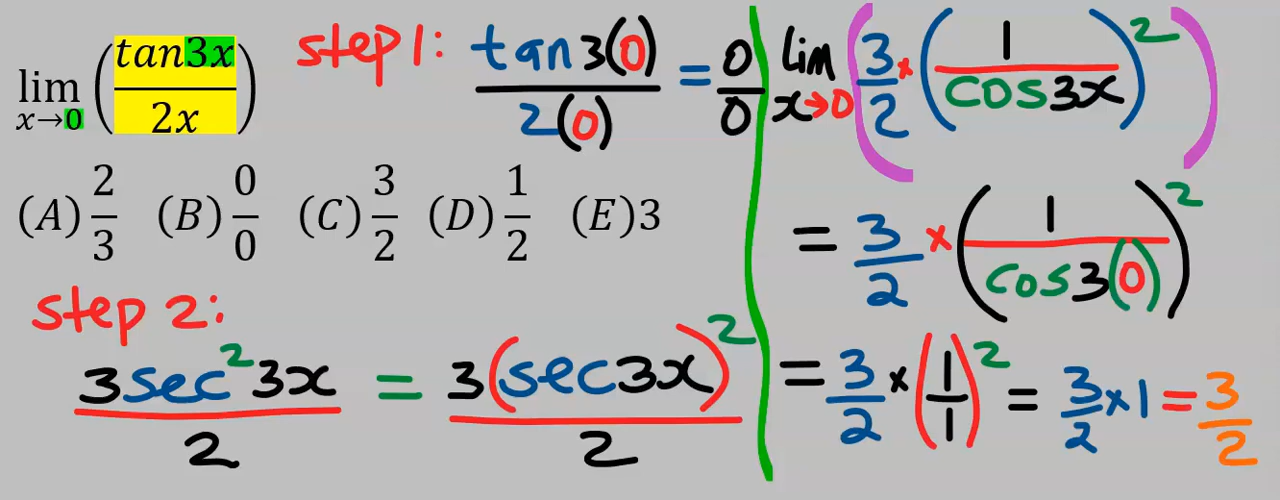 lim x→0 (tan3x / 2x)
step 1: tan3(0) / 2(0) = 0/0
(A) 2/3 (B) 0/0 (C) 3/2 (D) 1/2 (E) 3
step 2:
3sec²3x / 2 = 3(sec3x)² / 2
lim x→0 (3/2 × (1 / cos3x)²)
= 3/2 × (1 / cos3(0))²
= 3/2 × (1/1)² = 3/2 × 1 = 3/2